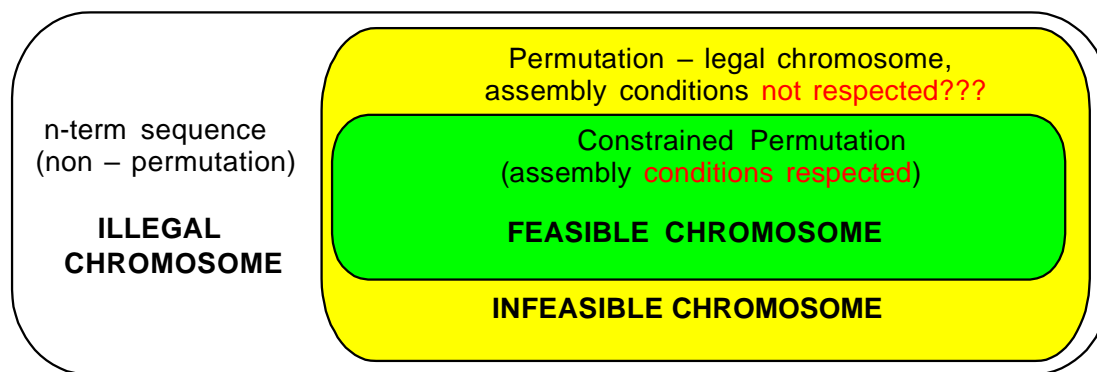 n-term sequence
(non – permutation)
ILLEGAL
CHROMOSOME
Permutation – legal chromosome,
assembly conditions not respected???
Constrained Permutation
(assembly conditions respected)
FEASIBLE CHROMOSOME
INFEASIBLE CHROMOSOME